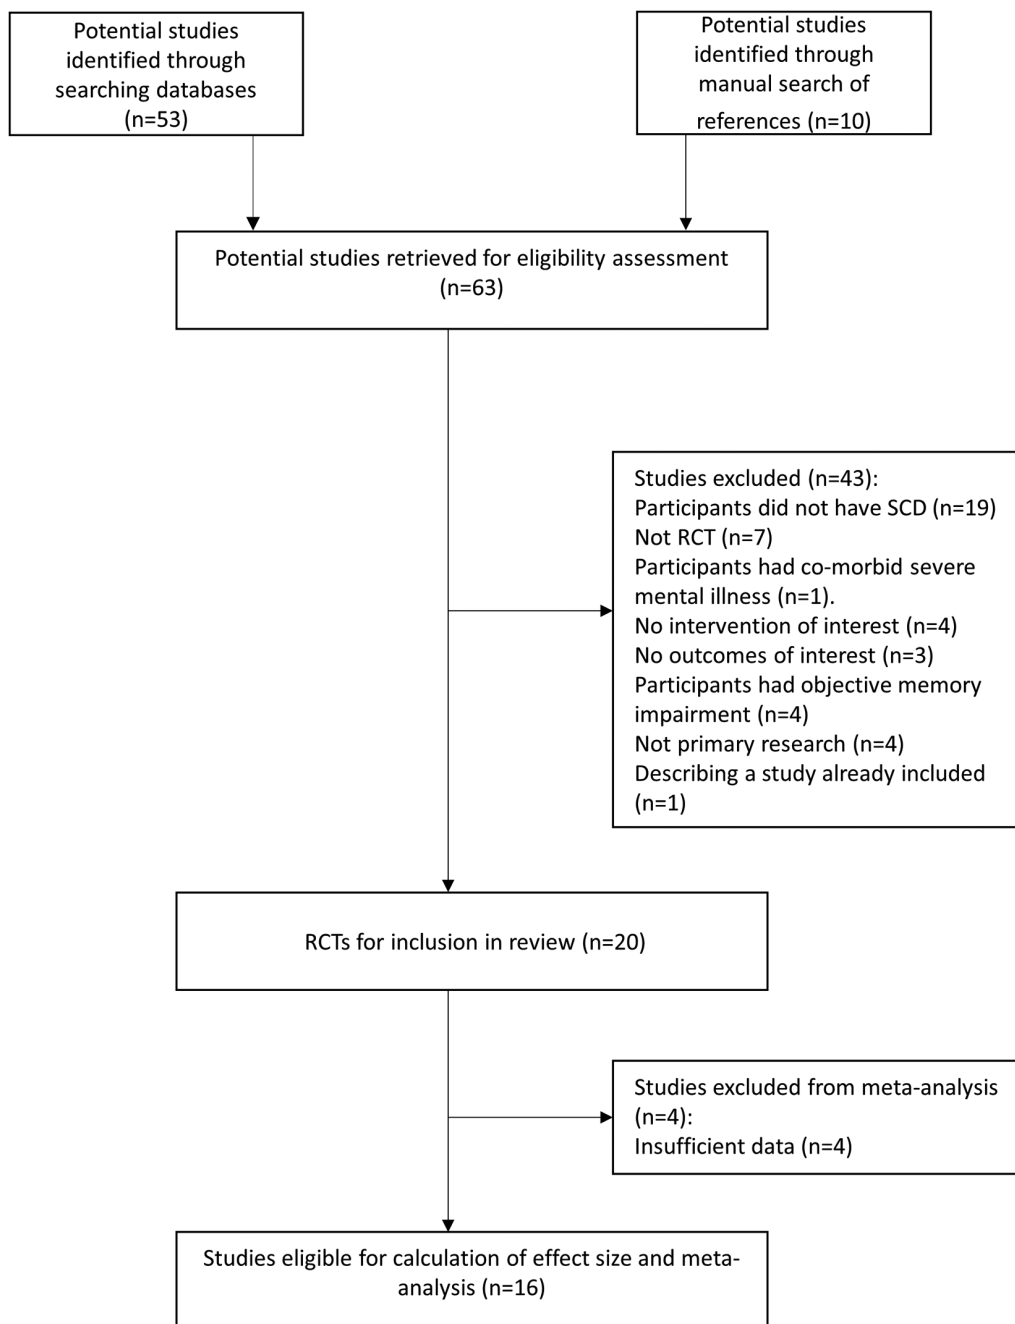 Potential studies
identified through
searching databases
(n=53)
Potential studies
identified through
manual search of
references (n=10)
Potential studies retrieved for eligibility assessment
(n=63)
Studies excluded (n=43):
Participants did not have SCD (n=19)
Not RCT (n=7)
Participants had co-morbid severe
mental illness (n=1).
No intervention of interest (n=4)
No outcomes of interest (n=3)
Participants had objective memory
impairment (n=4)
Not primary research (n=4)
Describing a study already included
(n=1)
RCTs for inclusion in review (n=20)
Studies excluded from meta-analysis
(n=4):
Insufficient data (n=4)
Studies eligible for calculation of effect size and meta-
analysis (n=16)